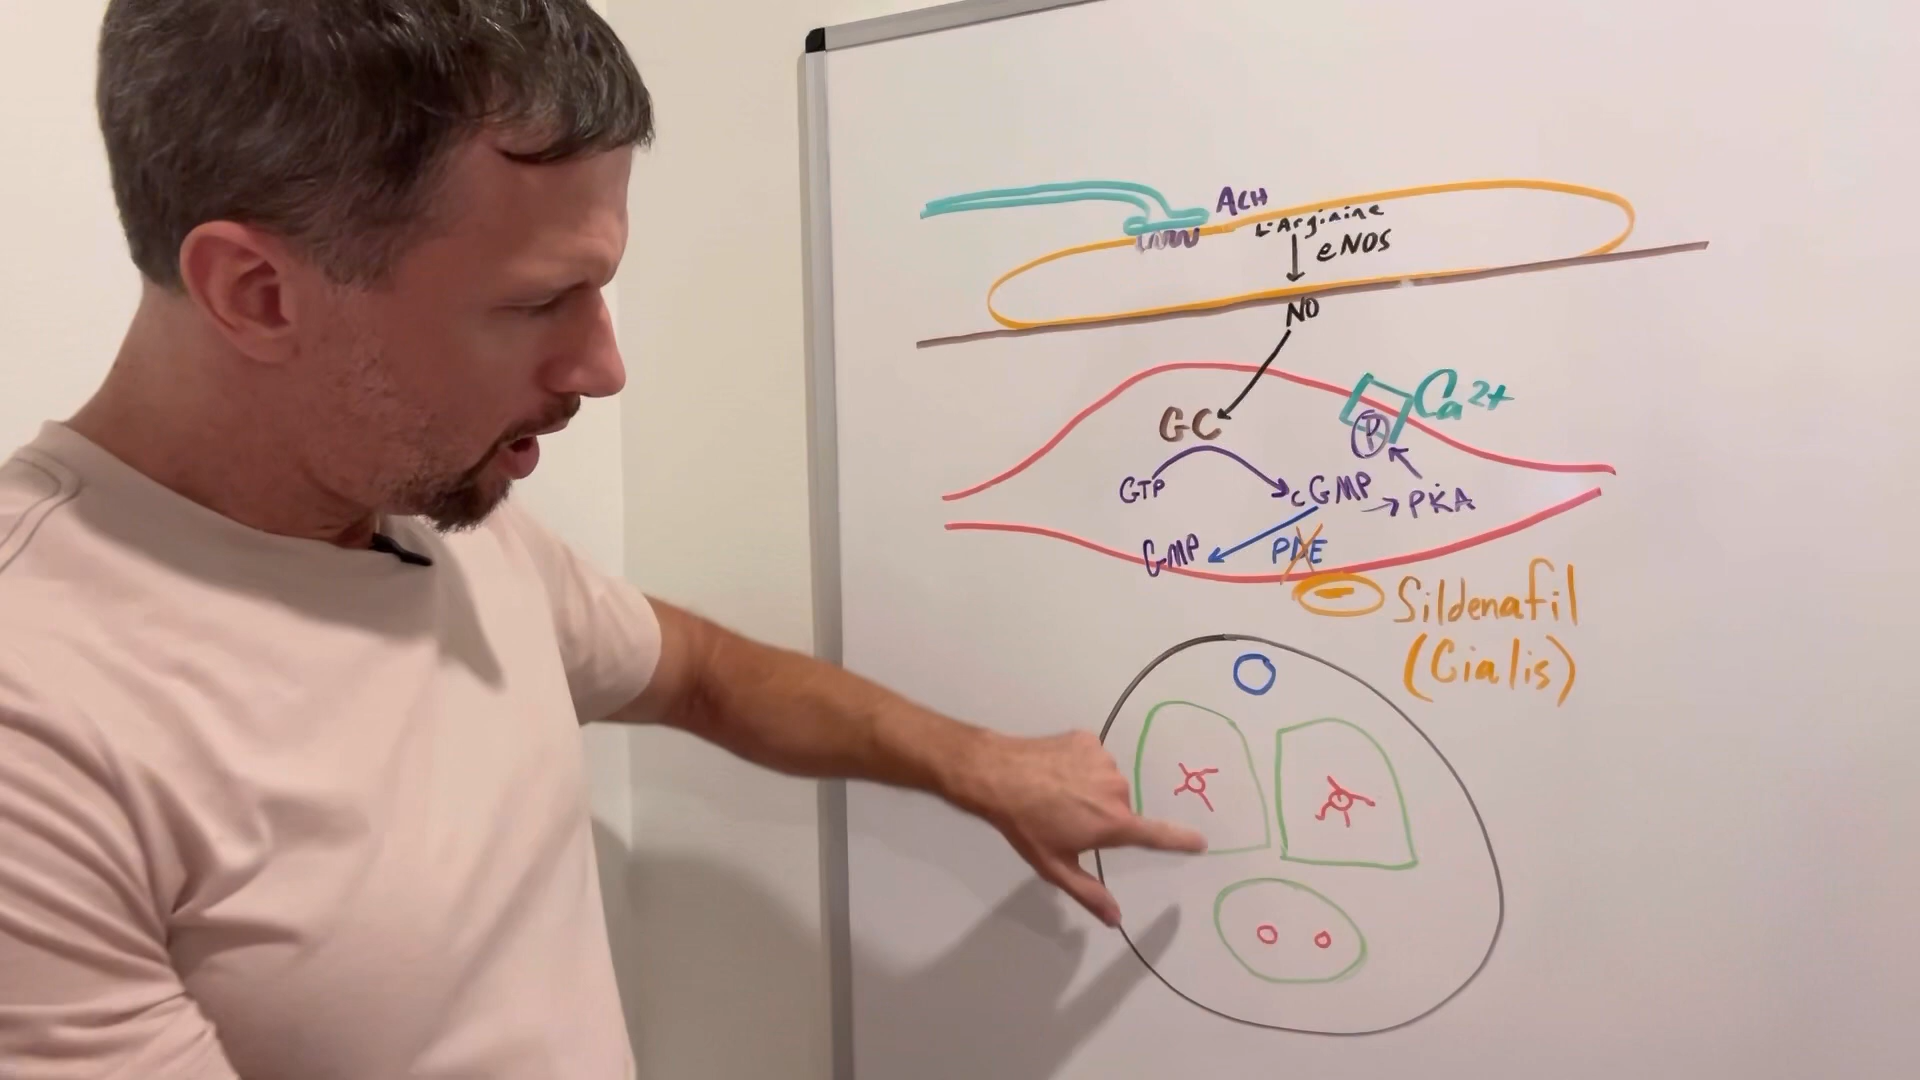 ACH
L-Arginine
eNOS
NO
GC
Ca2+
P
GTP
cGMP → PKA
GMP
PDE
Sildenafil
(Cialis)